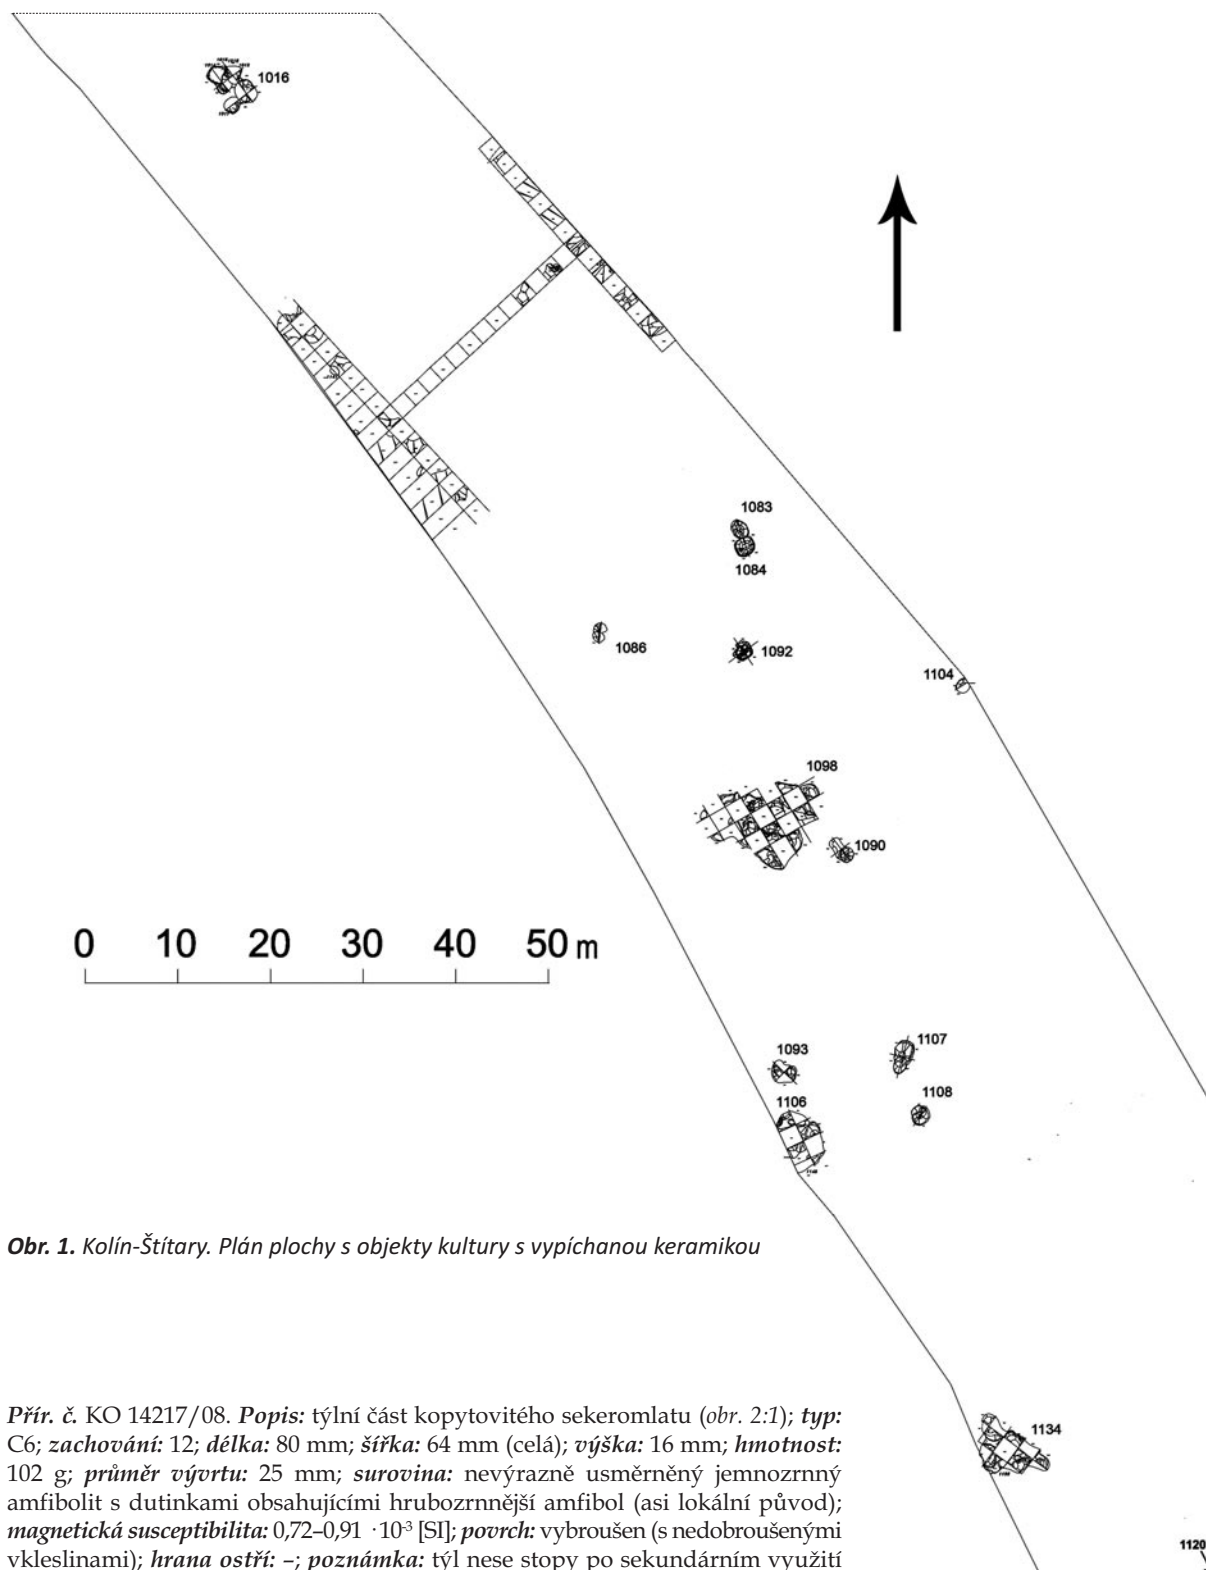 1016
1083
1084
1086
1092
1104
1098
1090
0 10 20 30 40 50 m
1093
1107
1106
1108
Obr. 1. Kolín-Štítary. Plán plochy s objekty kultury s vypíchanou keramikou
1134
Přír. č. KO 14217/08. Popis: týlní část kopytovitého sekeromlatu (obr. 2:1); typ:
C6; zachování: 12; délka: 80 mm; šířka: 64 mm (celá); výška: 16 mm; hmotnost:
102 g; průměr vývrtu: 25 mm; surovina: nevýrazně usměrněný jemnozrnný
amfibolit s dutinkami obsahujícími hrubozrnnější amfibol (asi lokální původ);
magnetická susceptibilita: 0,72–0,91 ·10⁻³ [SI]; povrch: vybroušen (s nedobroušenými
vkleslinami); hrana ostří: –; poznámka: týl nese stopy po sekundárním využití
1120